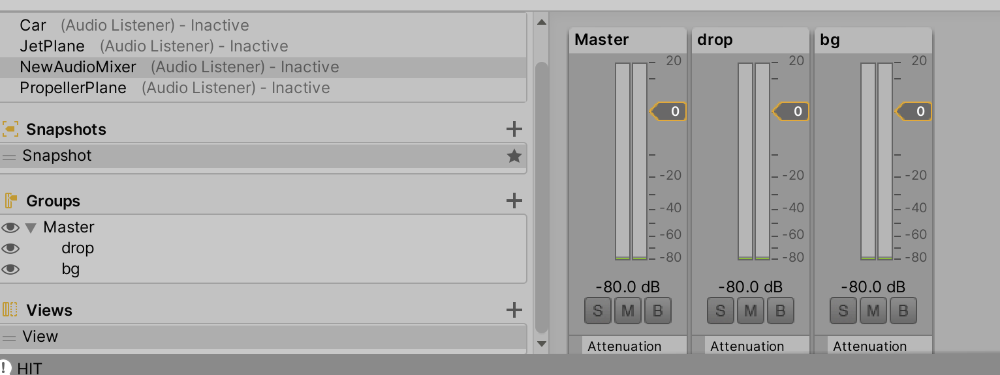 Car (Audio Listener) - Inactive
JetPlane (Audio Listener) - Inactive
NewAudioMixer (Audio Listener) - Inactive
PropellerPlane (Audio Listener) - Inactive
Snapshots
Snapshot
Groups
Master
drop
bg
Views
View
Master
20
0
-20
-40
-60
-80
-80.0 dB
S M B
Attenuation
drop
20
0
-20
-40
-60
-80
-80.0 dB
S M B
Attenuation
bg
20
0
-20
-40
-60
-80
-80.0 dB
S M B
Attenuation
! HIT